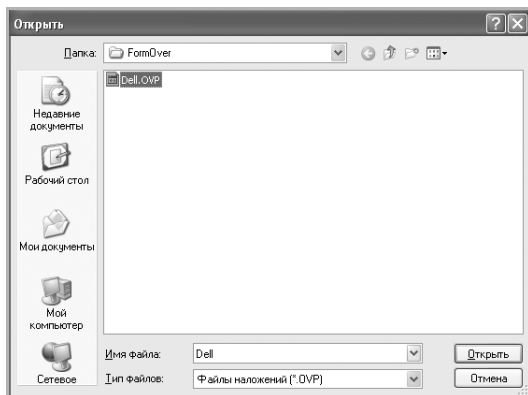 Открыть
Папка: FormOver
Dell.OVP
Недавние
документы
Рабочий стол
Мои документы
Мой
компьютер
Сетевое
Имя файла: Dell Открыть
Тип файлов: Файлы наложений (*.OVP) Отмена